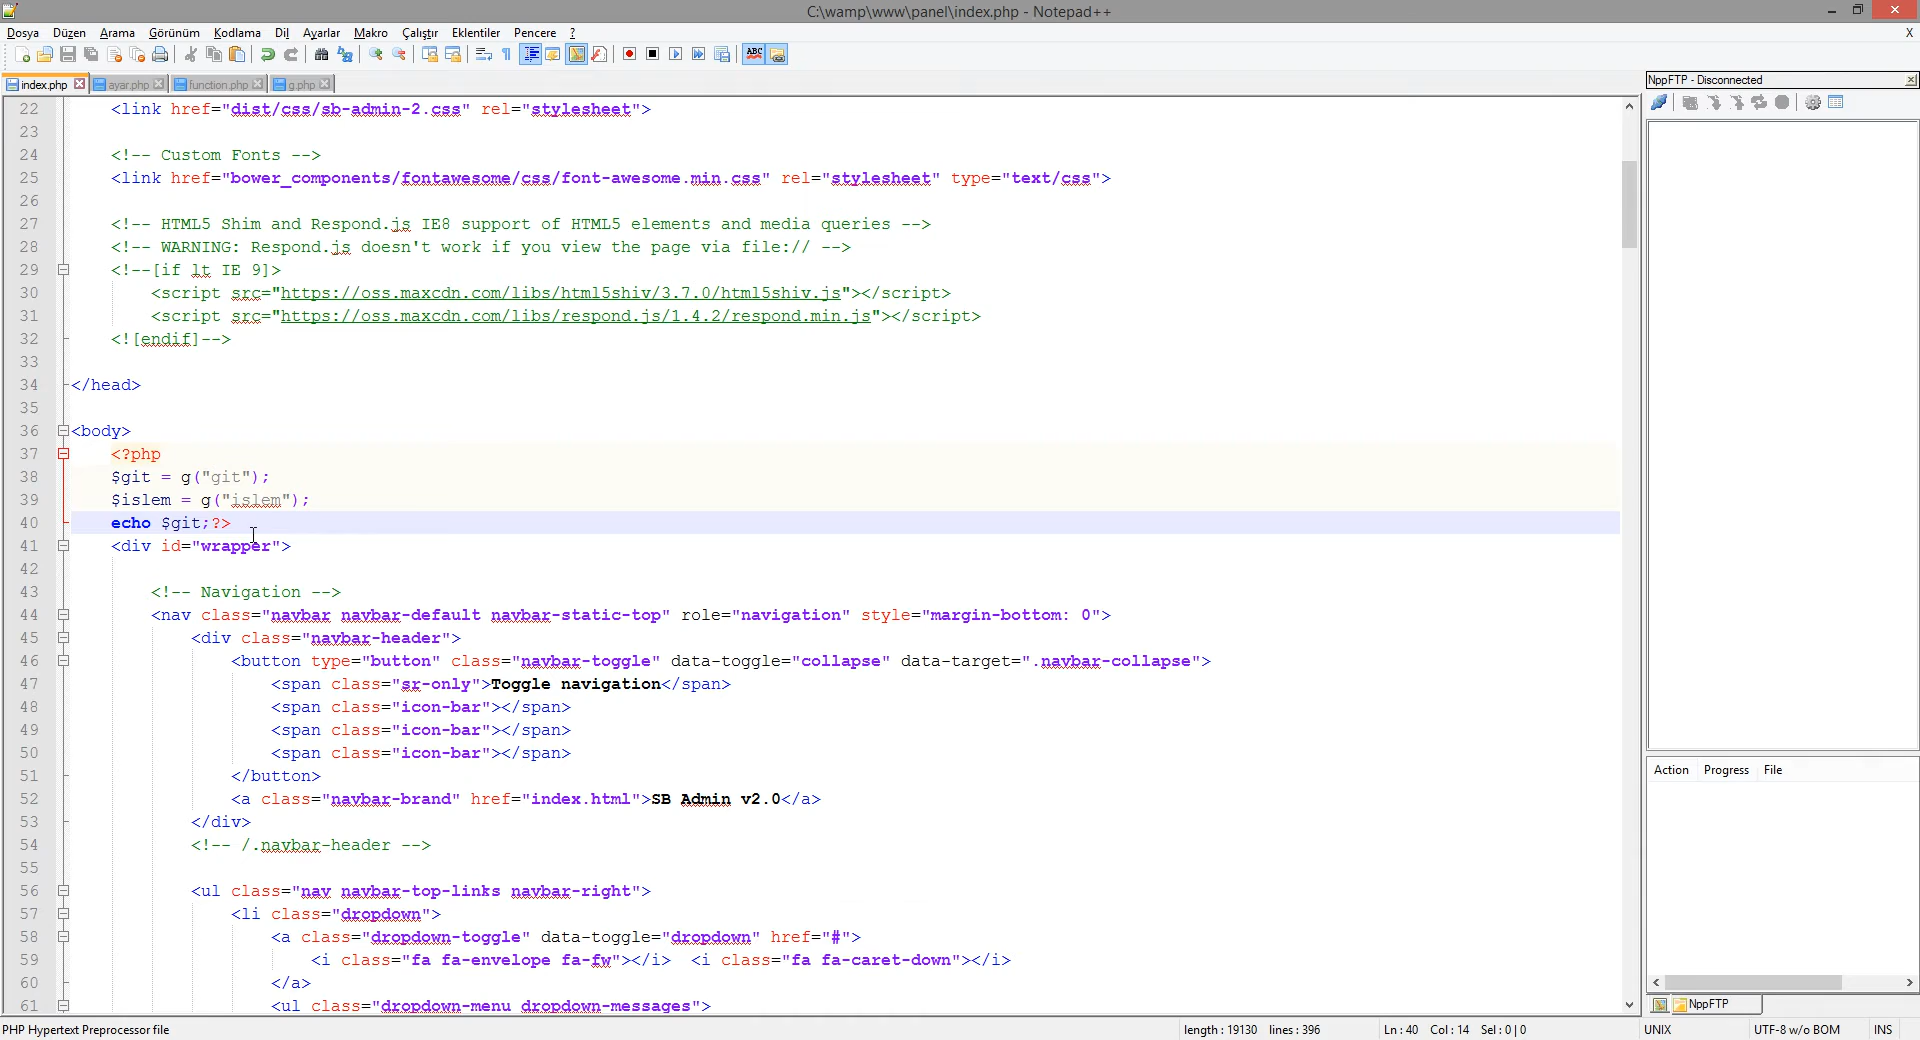 C:\wamp\www\panel\index.php - Notepad++
Dosya Düzen Arama Görünüm Kodlama Dil Ayarlar Makro Çalıştır Eklentiler Pencere ? X
ABC
index.php ayar.php function.php g.php
NppFTP - Disconnected
22 <link href="dist/css/sb-admin-2.css" rel="stylesheet">
23
24 <!-- Custom Fonts -->
25 <link href="bower_components/fontawesome/css/font-awesome.min.css" rel="stylesheet" type="text/css">
26
27 <!-- HTML5 Shim and Respond.js IE8 support of HTML5 elements and media queries -->
28 <!-- WARNING: Respond.js doesn't work if you view the page via file:// -->
29 <!--[if lt IE 9]>
30 <script src="https://oss.maxcdn.com/libs/html5shiv/3.7.0/html5shiv.js"></script>
31 <script src="https://oss.maxcdn.com/libs/respond.js/1.4.2/respond.min.js"></script>
32 <![endif]-->
33
34 </head>
35
36 <body>
37 <?php
38 $git = g("git");
39 $islem = g("islem");
40 echo $git;?>
41 <div id="wrapper">
42
43 <!-- Navigation -->
44 <nav class="navbar navbar-default navbar-static-top" role="navigation" style="margin-bottom: 0">
45 <div class="navbar-header">
46 <button type="button" class="navbar-toggle" data-toggle="collapse" data-target=".navbar-collapse">
47 <span class="sr-only">Toggle navigation</span>
48 <span class="icon-bar"></span>
49 <span class="icon-bar"></span>
50 <span class="icon-bar"></span>
51 </button>
52 <a class="navbar-brand" href="index.html">SB Admin v2.0</a>
53 </div>
54 <!-- /.navbar-header -->
55
56 <ul class="nav navbar-top-links navbar-right">
57 <li class="dropdown">
58 <a class="dropdown-toggle" data-toggle="dropdown" href="#">
59 <i class="fa fa-envelope fa-fw"></i> <i class="fa fa-caret-down"></i>
60 </a>
61 <ul class="dropdown-menu dropdown-messages">
Action Progress File
NppFTP
PHP Hypertext Preprocessor file length : 19130 lines : 396 Ln : 40 Col : 14 Sel : 0 | 0 UNIX UTF-8 w/o BOM INS